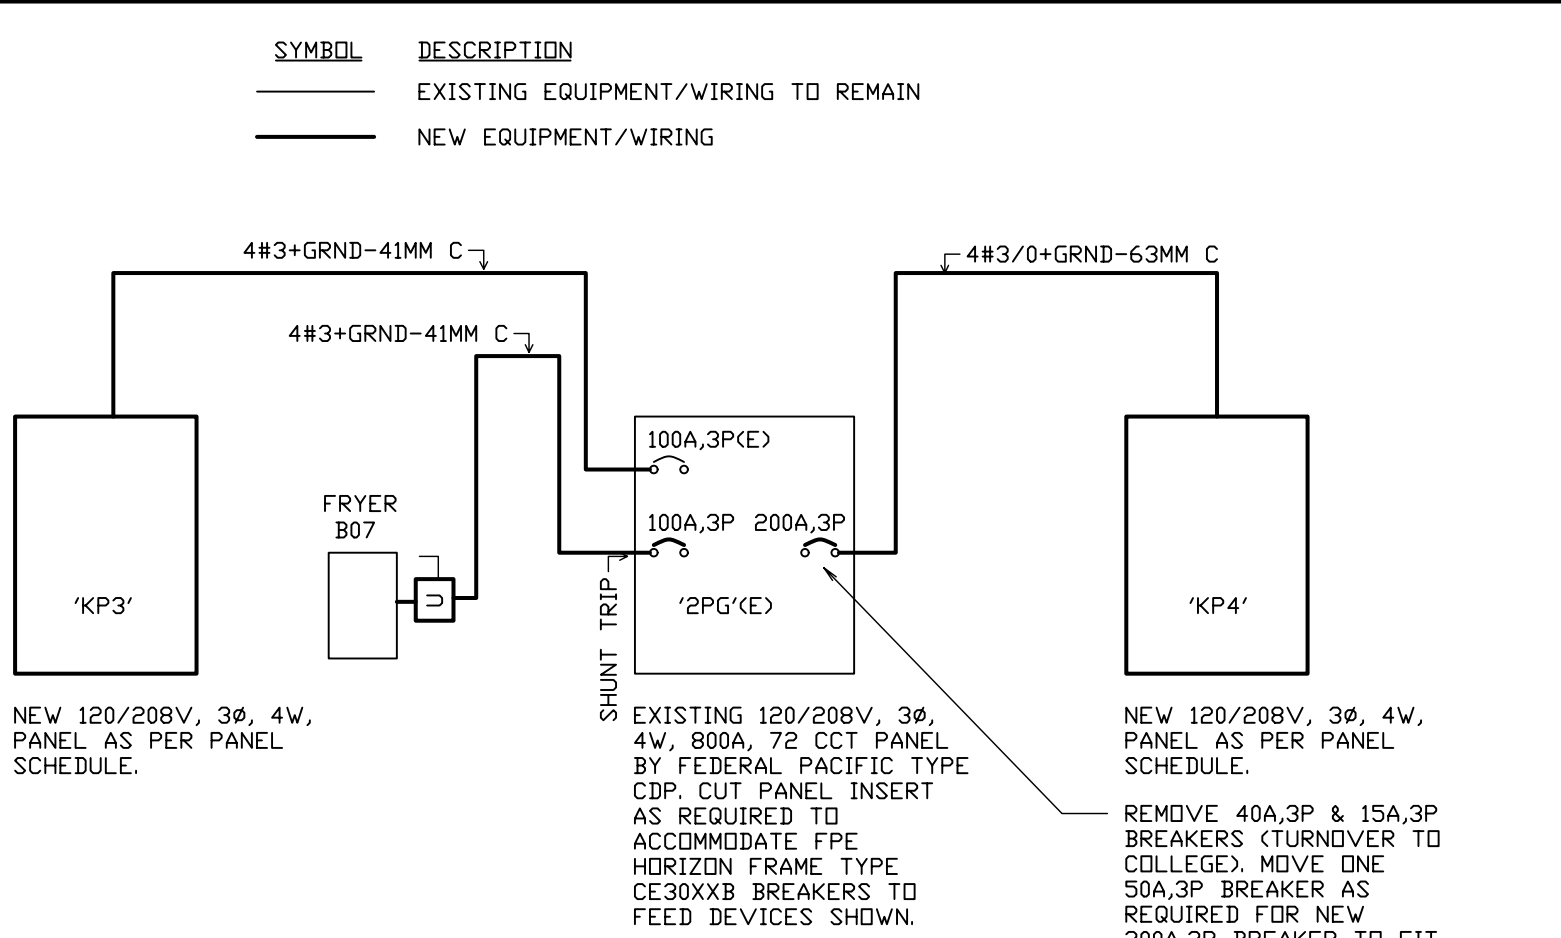 SYMBOL DESCRIPTION
EXISTING EQUIPMENT/WIRING TO REMAIN
NEW EQUIPMENT/WIRING
4#3+GRND-41MM C
4#3/0+GRND-63MM C
4#3+GRND-41MM C
100A,3P(E)
100A,3P 200A,3P
FRYER
B07
U
SHUNT TRIP
'KP3'
'2PG'(E)
'KP4'
NEW 120/208V, 3Ø, 4W,
PANEL AS PER PANEL
SCHEDULE.
EXISTING 120/208V, 3Ø,
4W, 800A, 72 CCT PANEL
BY FEDERAL PACIFIC TYPE
CDP. CUT PANEL INSERT
AS REQUIRED TO
ACCOMMODATE FPE
HORIZON FRAME TYPE
CE30XXB BREAKERS TO
FEED DEVICES SHOWN.
NEW 120/208V, 3Ø, 4W,
PANEL AS PER PANEL
SCHEDULE.
REMOVE 40A,3P & 15A,3P
BREAKERS (TURNOVER TO
COLLEGE). MOVE ONE
50A,3P BREAKER AS
REQUIRED FOR NEW
200A,3P BREAKER TO FIT